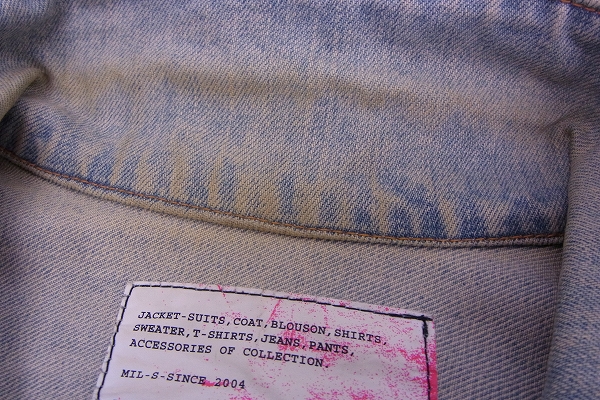 JACKET-SUITS,COAT,BLOUSON,SHIRTS,
SWEATER,T-SHIRTS,JEANS,PANTS,
ACCESSORIES OF COLLECTION,
MIL-S-SINCE 2004